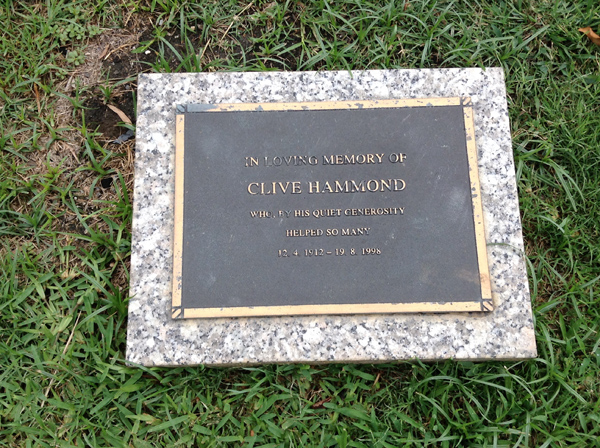 IN LOVING MEMORY OF
CLIVE HAMMOND
WHO, BY HIS QUIET GENEROSITY
HELPED SO MANY
12. 4. 1912 – 19. 8. 1998